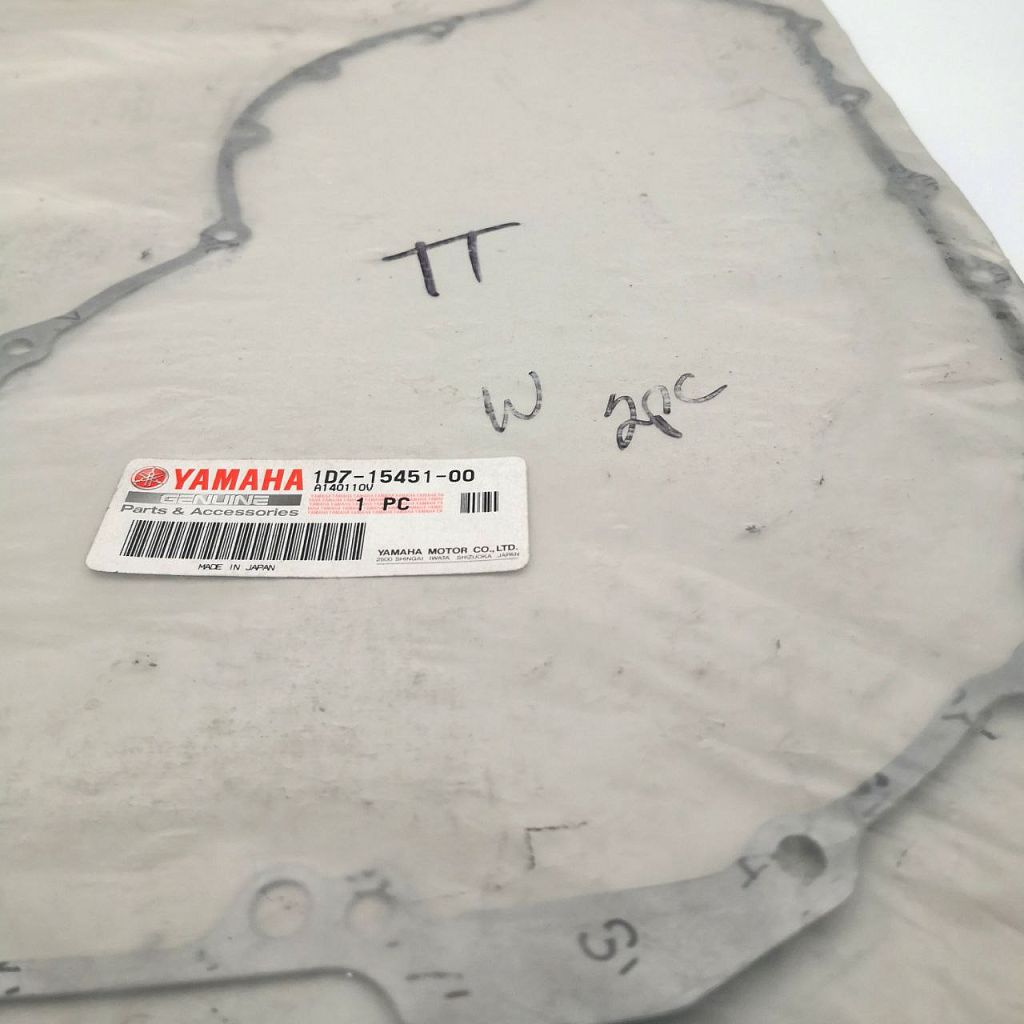 TT
W 2pc
YAMAHA 1D7-15451-00
A140110V
GENUINE
1 PC
Parts & Accessories
YAMAHA MOTOR CO.,LTD.
2500 SHINGAI IWATA SHIZUOKA JAPAN
MADE IN JAPAN